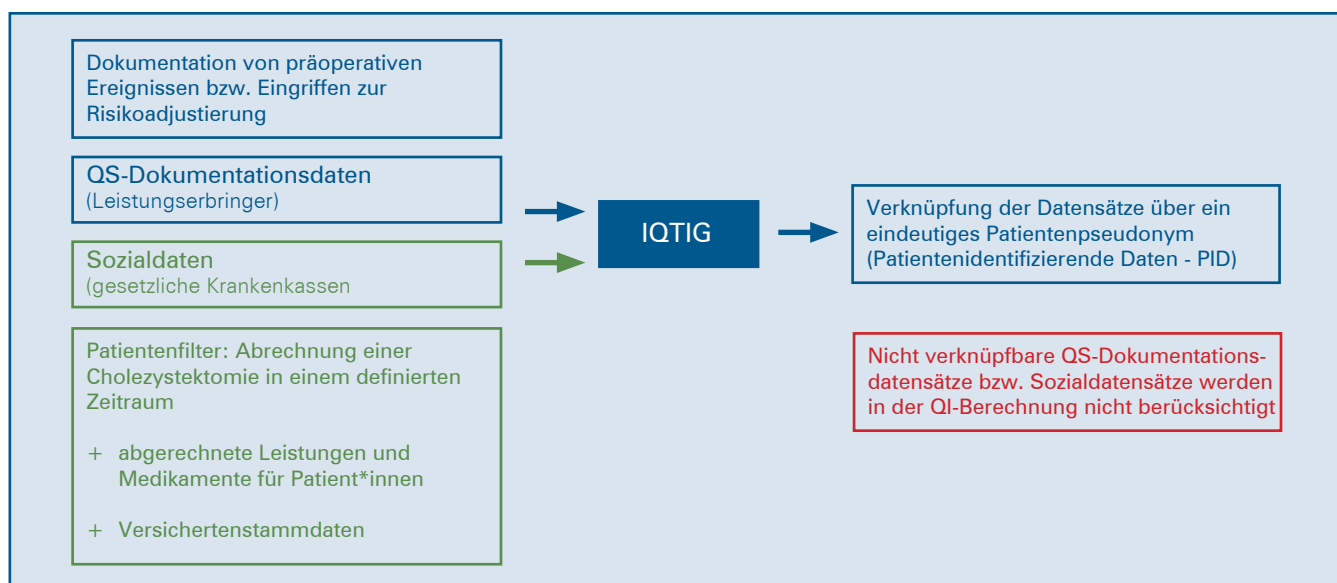 Dokumentation von präoperativen
Ereignissen bzw. Eingriffen zur
Risikoadjustierung
QS-Dokumentationsdaten
(Leistungserbringer)
Sozialdaten
(gesetzliche Krankenkassen
Patientenfilter: Abrechnung einer
Cholezystektomie in einem definierten
Zeitraum
+ abgerechnete Leistungen und
Medikamente für Patient*innen
+ Versichertenstammdaten
IQTIG
Verknüpfung der Datensätze über ein
eindeutiges Patientenpseudonym
(Patientenidentifizierende Daten - PID)
Nicht verknüpfbare QS-Dokumentations-
datensätze bzw. Sozialdatensätze werden
in der QI-Berechnung nicht berücksichtigt